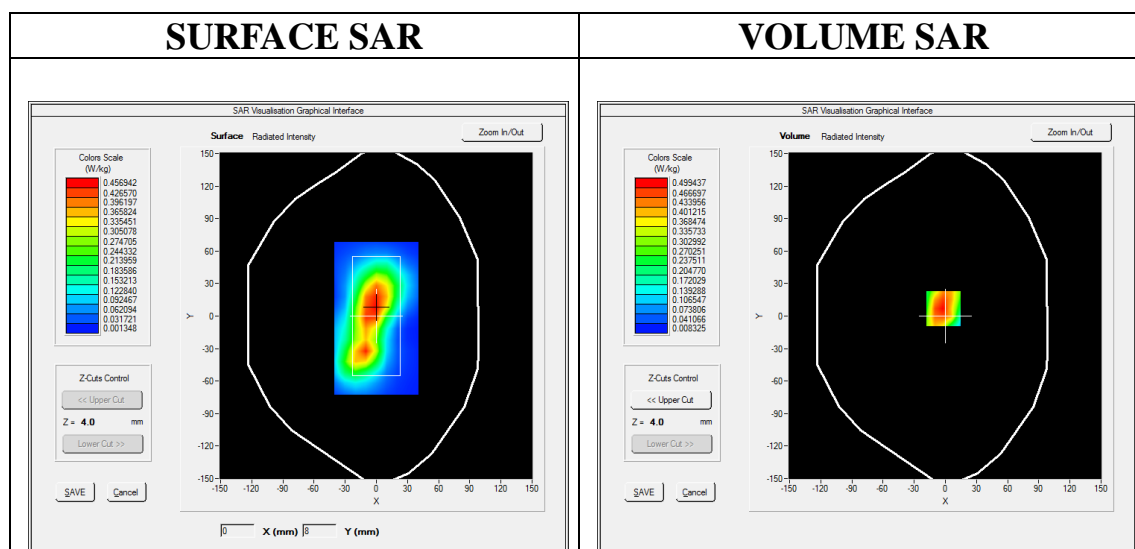 SURFACE SAR
VOLUME SAR
SAR Visualisation Graphical Interface
Surface Radiated Intensity
Zoom In/Out
Colors Scale
(W/kg)
0.456942
0.426570
0.396197
0.365824
0.335451
0.305078
0.274705
0.244332
0.213959
0.183586
0.153213
0.122840
0.092467
0.062094
0.031721
0.001348
Z-Cuts Control
<< Upper Cut
Z = 4.0 mm
Lower Cut >>
SAVE Cancel
150
120
90
60
30
0
-30
-60
-90
-120
-150
Y
-150 -120 -90 -60 -30 0 30 60 90 120 150
X
0 X (mm) 8 Y (mm)
SAR Visualisation Graphical Interface
Volume Radiated Intensity
Zoom In/Out
Colors Scale
(W/kg)
0.499437
0.466697
0.433956
0.401215
0.368474
0.335733
0.302992
0.270251
0.237511
0.204770
0.172029
0.139288
0.106547
0.073806
0.041066
0.008325
Z-Cuts Control
<< Upper Cut
Z = 4.0 mm
Lower Cut >>
SAVE Cancel
150
120
90
60
30
0
-30
-60
-90
-120
-150
Y
-150 -120 -90 -60 -30 0 30 60 90 120 150
X